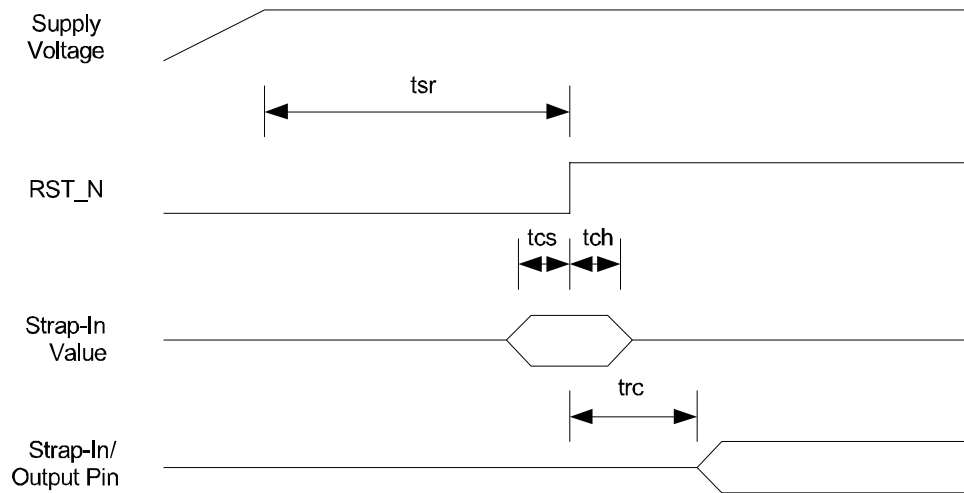 Supply
Voltage
tsr
RST_N
tcs
tch
Strap-In
Value
trc
Strap-In/
Output Pin